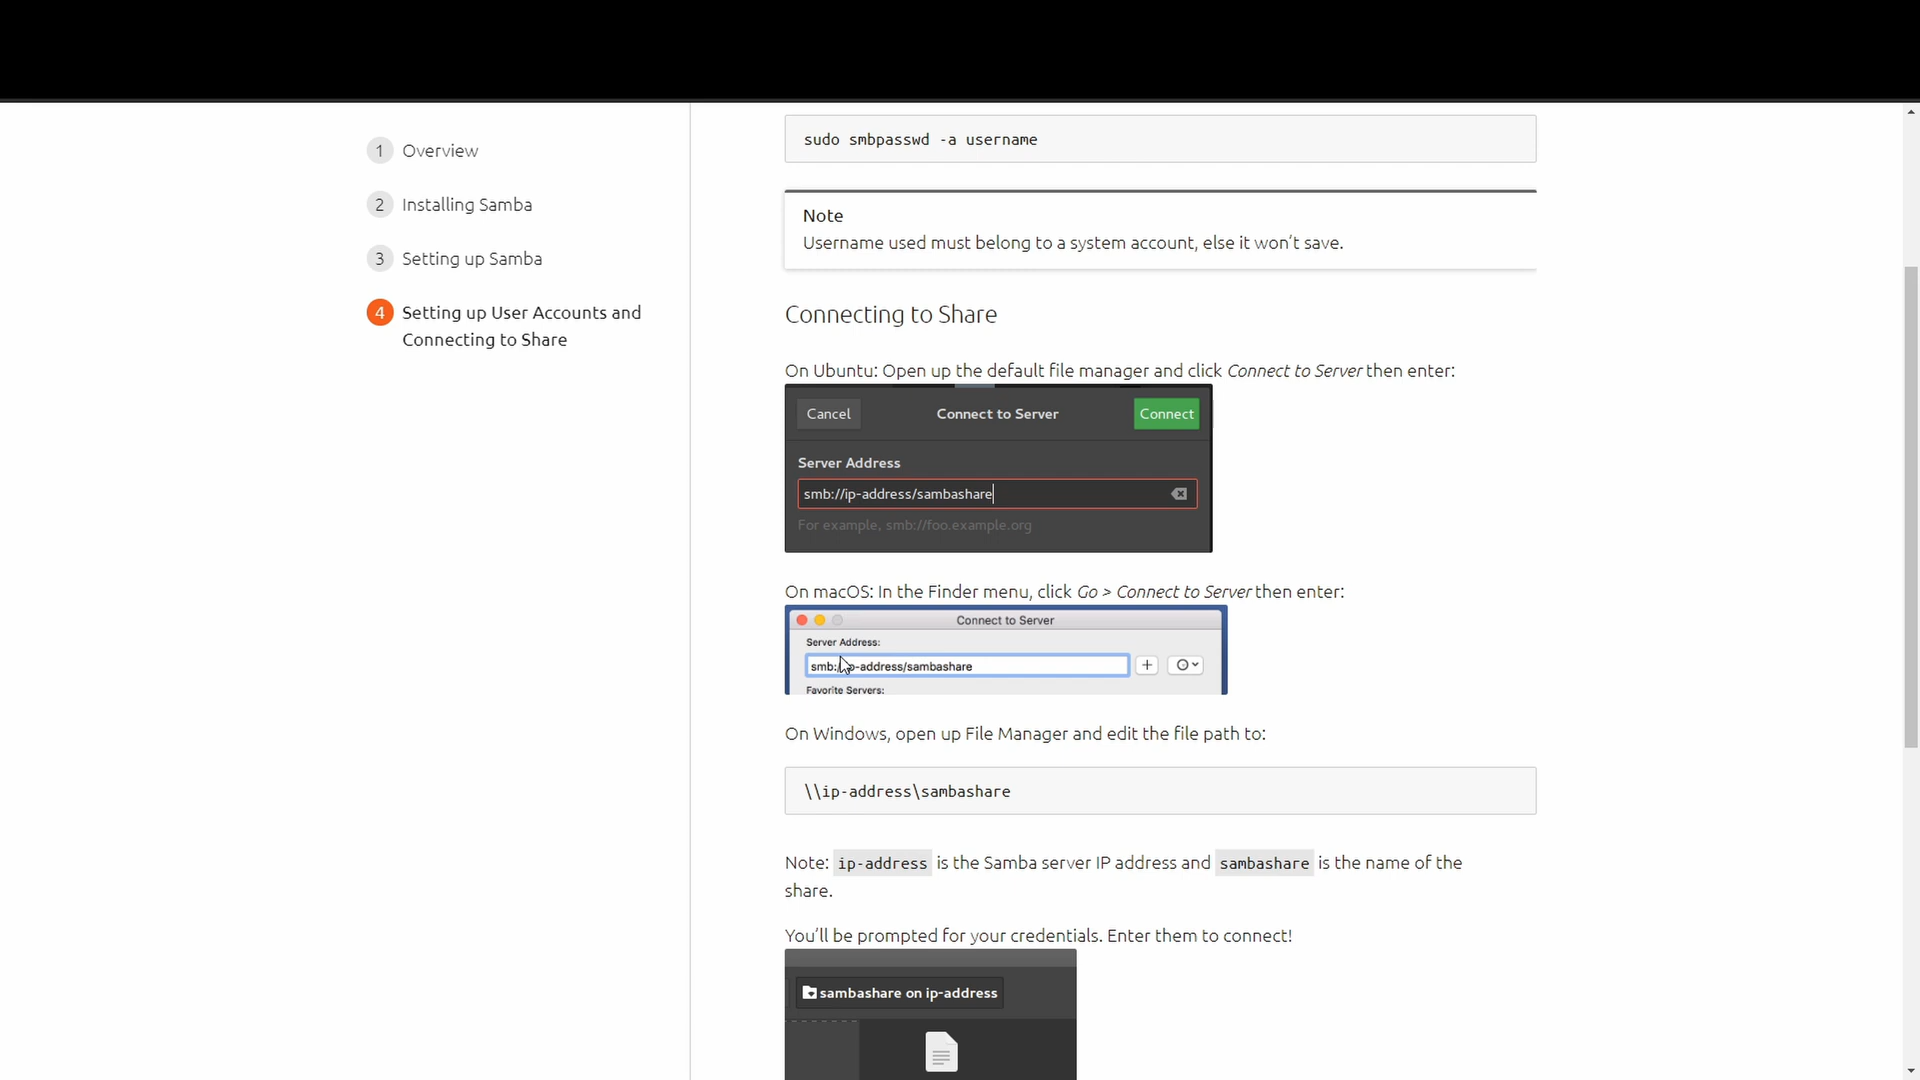 1 Overview
2 Installing Samba
3 Setting up Samba
4 Setting up User Accounts and
Connecting to Share
sudo smbpasswd -a username
Note
Username used must belong to a system account, else it won’t save.
Connecting to Share
On Ubuntu: Open up the default file manager and click Connect to Server then enter:
Cancel Connect to Server Connect
Server Address
smb://ip-address/sambashare
For example, smb://foo.example.org
On macOS: In the Finder menu, click Go > Connect to Server then enter:
Connect to Server
Server Address:
smb://ip-address/sambashare
Favorite Servers:
On Windows, open up File Manager and edit the file path to:
\\ip-address\sambashare
Note: ip-address is the Samba server IP address and sambashare is the name of the
share.
You’ll be prompted for your credentials. Enter them to connect!
sambashare on ip-address